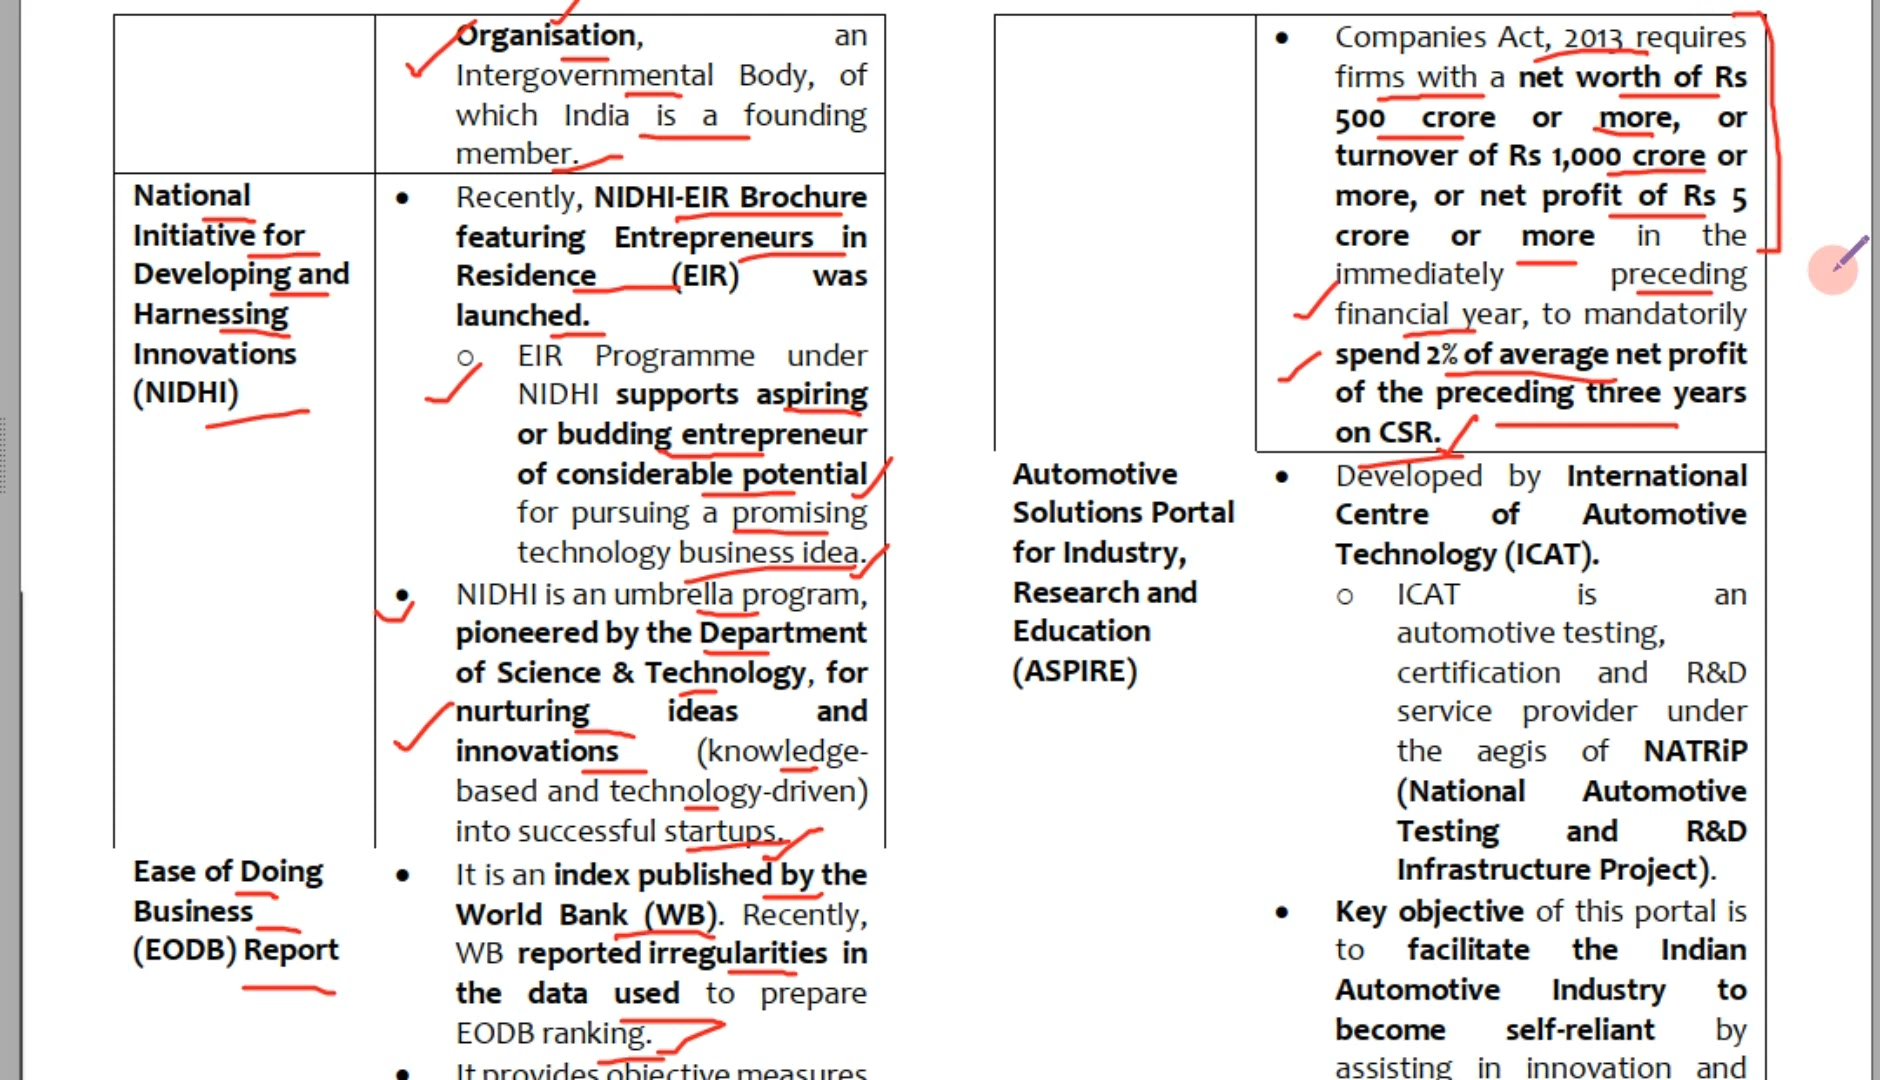 Organisation, an
Intergovernmental Body, of
which India is a founding
member.
National
Initiative for
Developing and
Harnessing
Innovations
(NIDHI)
• Recently, NIDHI-EIR Brochure
featuring Entrepreneurs in
Residence (EIR) was
launched.
o EIR Programme under
NIDHI supports aspiring
or budding entrepreneur
of considerable potential
for pursuing a promising
technology business idea.
• NIDHI is an umbrella program,
pioneered by the Department
of Science & Technology, for
nurturing ideas and
innovations (knowledge-
based and technology-driven)
into successful startups.
Ease of Doing
Business
(EODB) Report
• It is an index published by the
World Bank (WB). Recently,
WB reported irregularities in
the data used to prepare
EODB ranking.
• It provides objective measures
• Companies Act, 2013 requires
firms with a net worth of Rs
500 crore or more, or
turnover of Rs 1,000 crore or
more, or net profit of Rs 5
crore or more in the
immediately preceding
financial year, to mandatorily
spend 2% of average net profit
of the preceding three years
on CSR.
Automotive
Solutions Portal
for Industry,
Research and
Education
(ASPIRE)
• Developed by International
Centre of Automotive
Technology (ICAT).
o ICAT is an
automotive testing,
certification and R&D
service provider under
the aegis of NATRiP
(National Automotive
Testing and R&D
Infrastructure Project).
• Key objective of this portal is
to facilitate the Indian
Automotive Industry to
become self-reliant by
assisting in innovation and